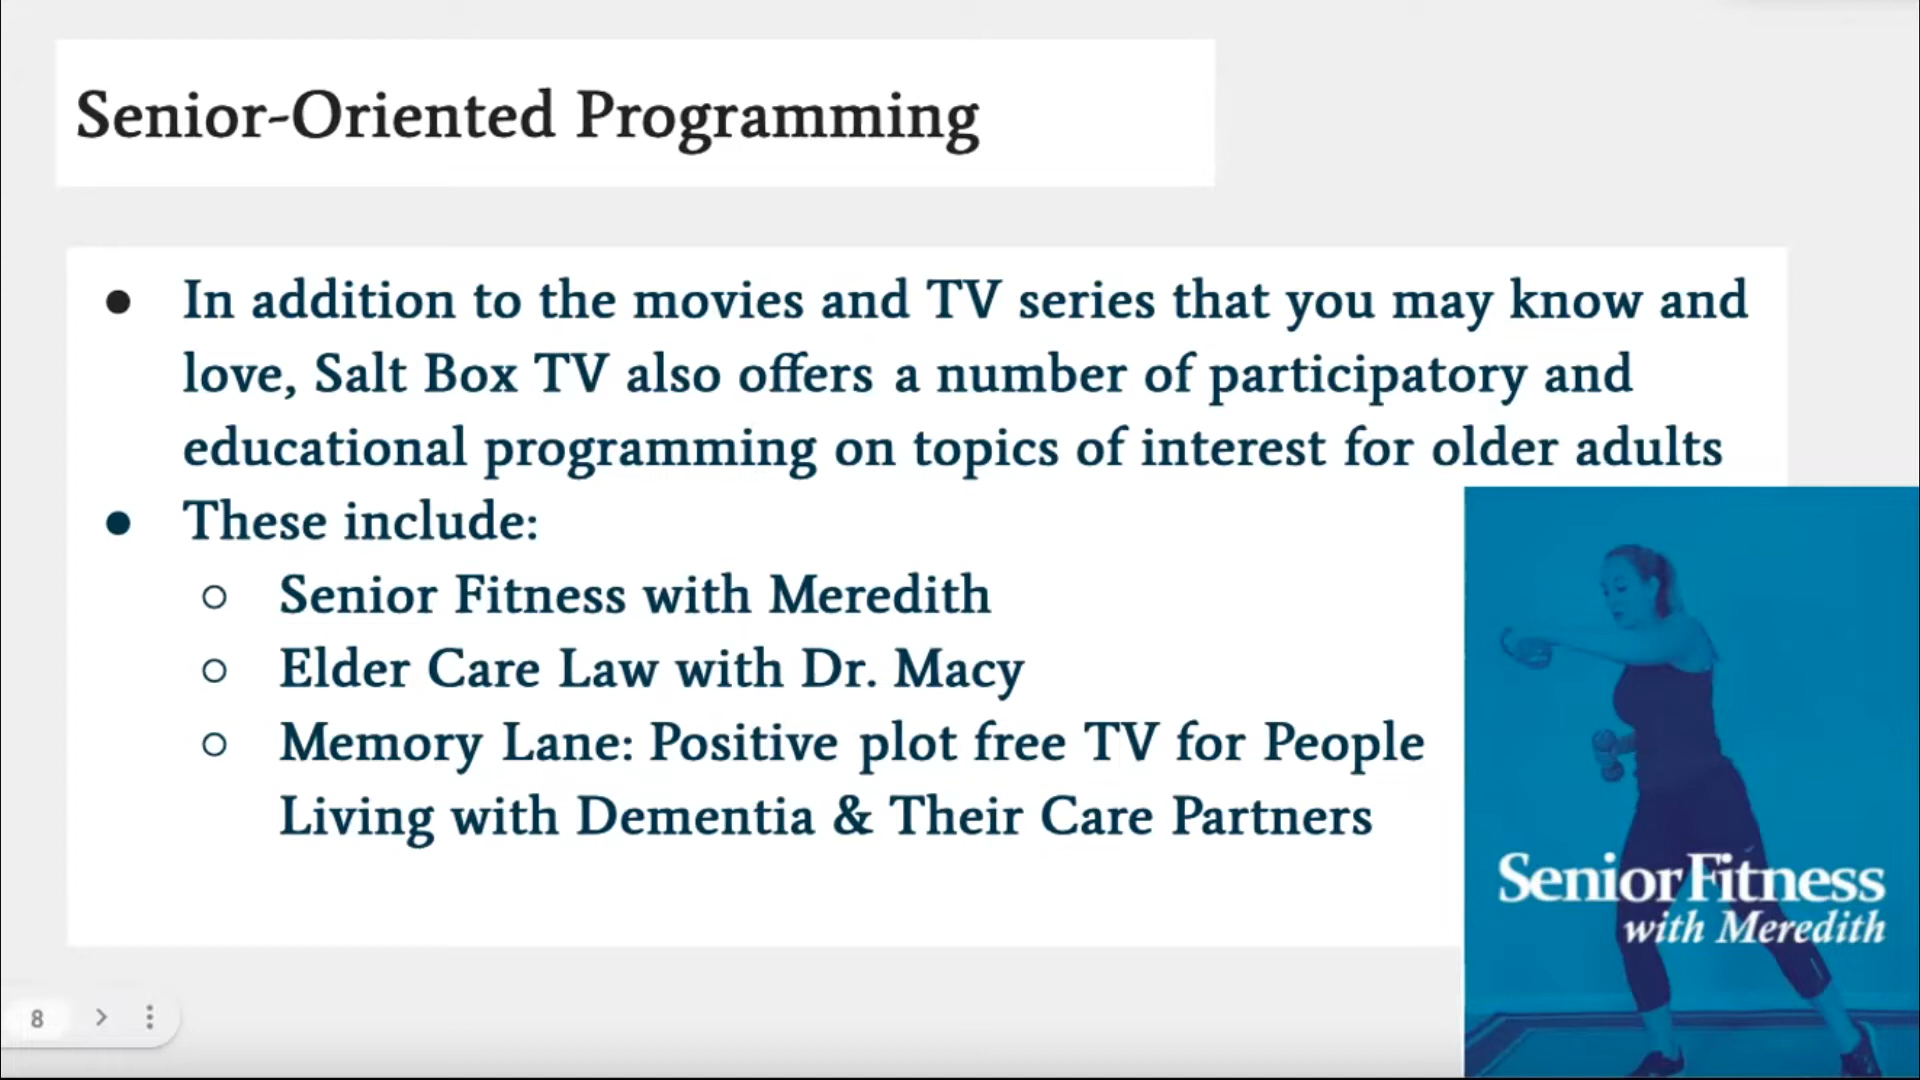 Senior-Oriented Programming
● In addition to the movies and TV series that you may know and
love, Salt Box TV also offers a number of participatory and
educational programming on topics of interest for older adults
● These include:
○ Senior Fitness with Meredith
○ Elder Care Law with Dr. Macy
○ Memory Lane: Positive plot free TV for People
Living with Dementia & Their Care Partners
Senior Fitness
with Meredith
8